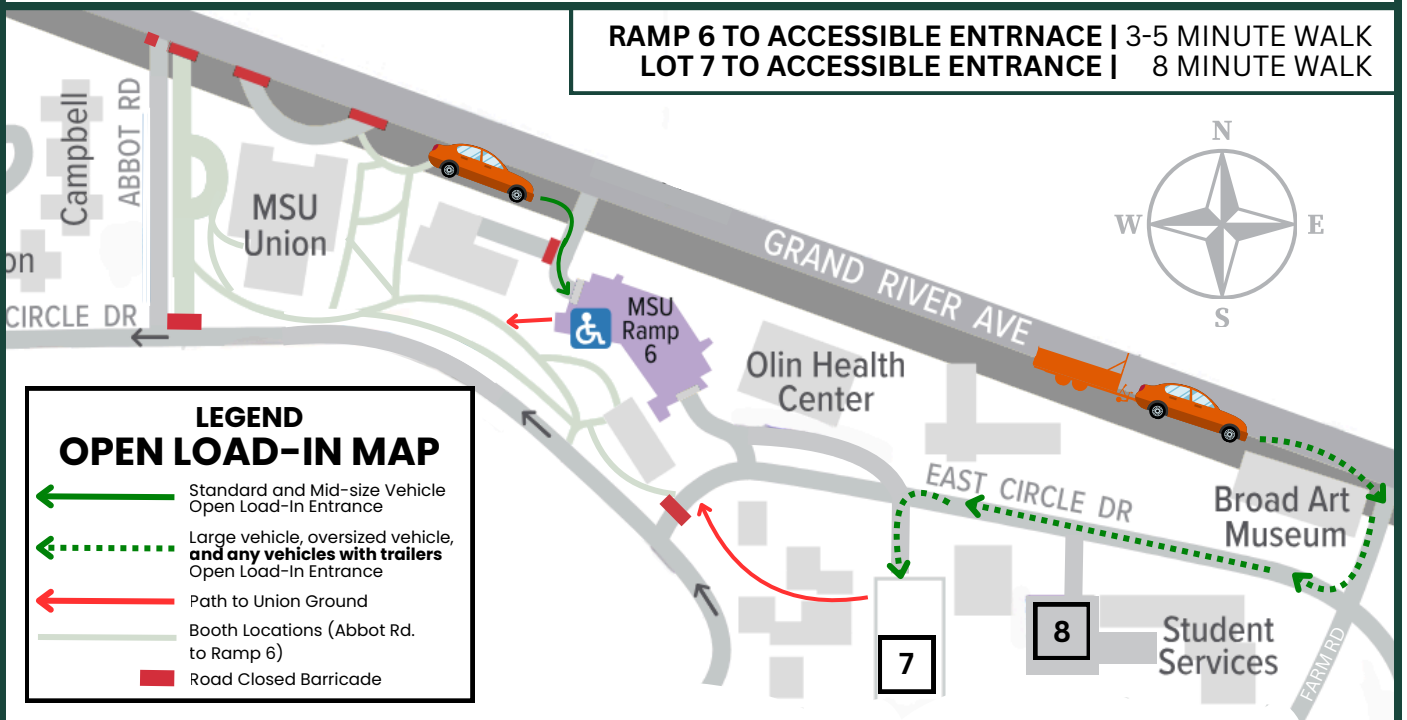 RAMP 6 TO ACCESSIBLE ENTRNACE | 3-5 MINUTE WALK
LOT 7 TO ACCESSIBLE ENTRANCE | 8 MINUTE WALK
N
W
E
S
Campbell
ABBOT RD
MSU
Union
on
CIRCLE DR
GRAND RIVER AVE
MSU
Ramp
6
Olin Health
Center
EAST CIRCLE DR
Broad Art
Museum
7
8
Student
Services
FARM RD
LEGEND
OPEN LOAD-IN MAP
Standard and Mid-size Vehicle
Open Load-In Entrance
Large vehicle, oversized vehicle,
and any vehicles with trailers
Open Load-In Entrance
Path to Union Ground
Booth Locations (Abbot Rd.
to Ramp 6)
Road Closed Barricade